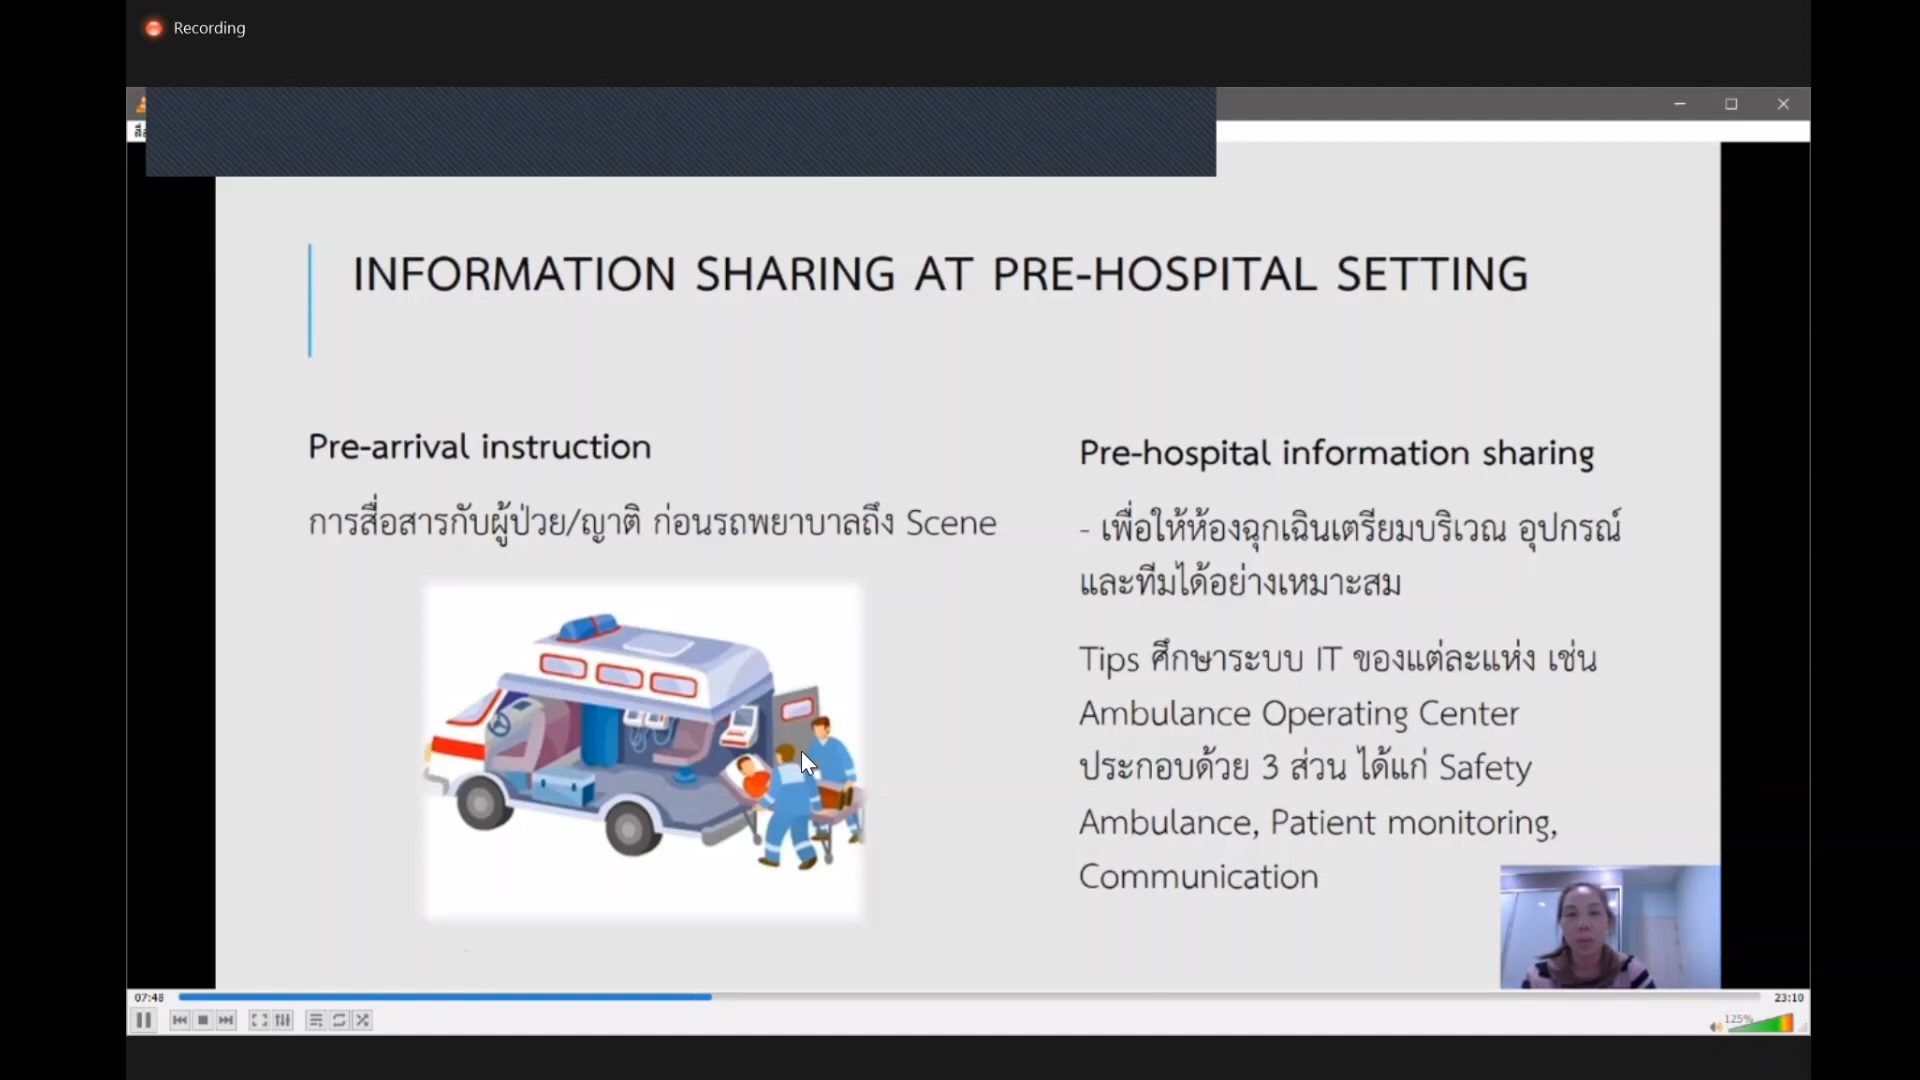 Recording
INFORMATION SHARING AT PRE-HOSPITAL SETTING
Pre-arrival instruction
การสื่อสารกับผู้ป่วย/ญาติ ก่อนรถพยาบาลถึง Scene
Pre-hospital information sharing
- เพื่อให้ห้องฉุกเฉินเตรียมบริเวณ อุปกรณ์
และทีมได้อย่างเหมาะสม
Tips ศึกษาระบบ IT ของแต่ละแห่ง เช่น
Ambulance Operating Center
ประกอบด้วย 3 ส่วน ได้แก่ Safety
Ambulance, Patient monitoring,
Communication
07:48
23:10
125%